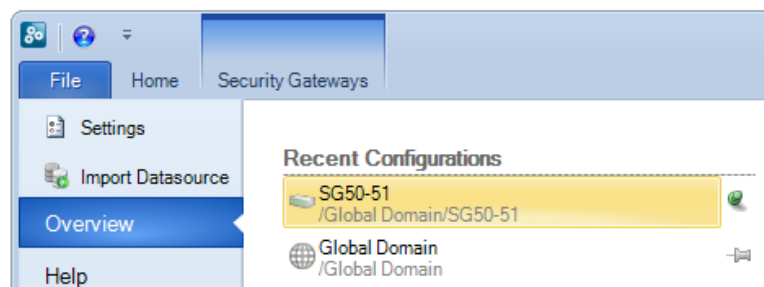 File Home Security Gateways
Settings
Import Datasource
Overview
Help
Recent Configurations
SG50-51
/Global Domain/SG50-51
Global Domain
/Global Domain